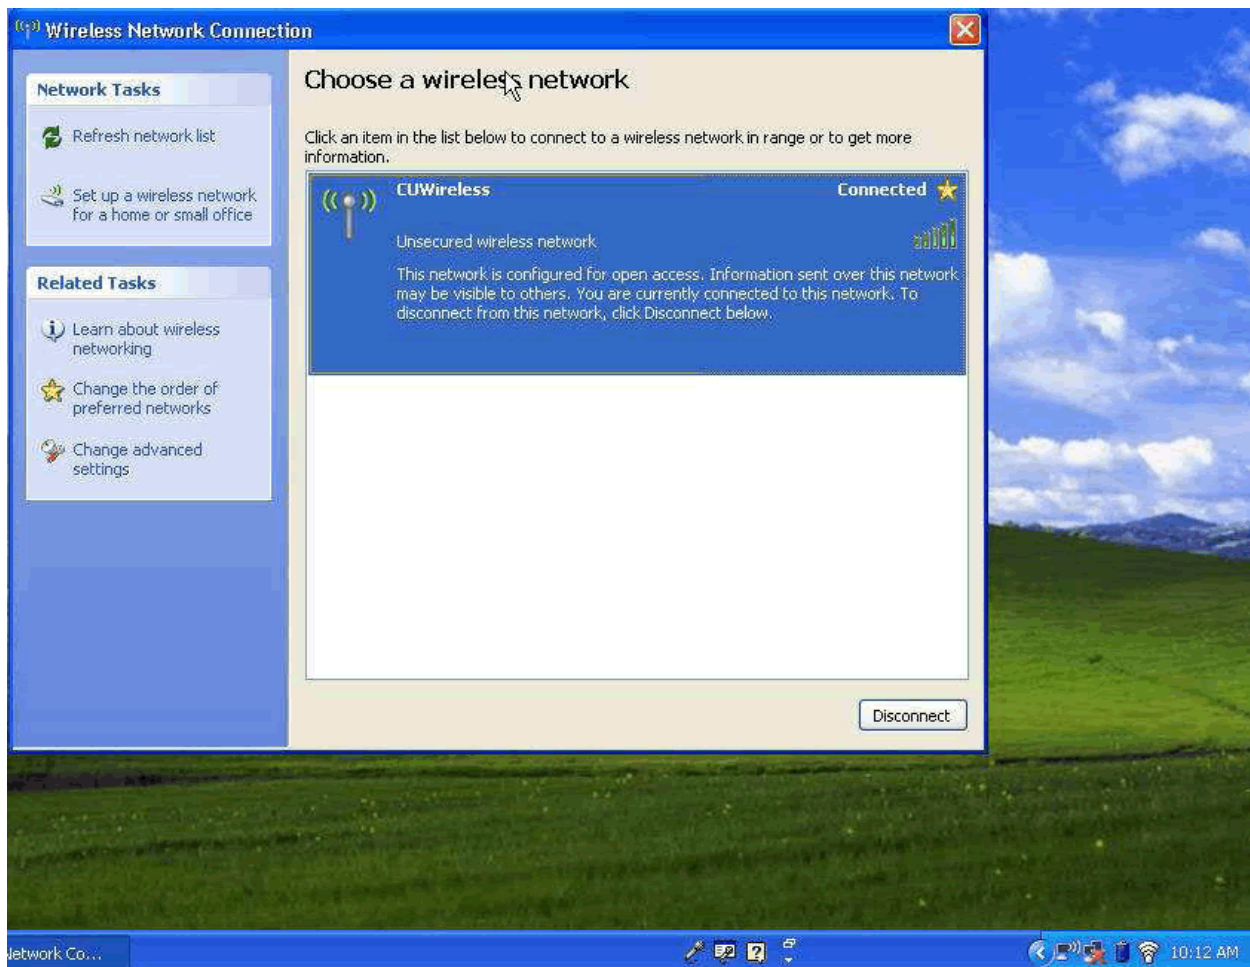 Wireless Network Connection
Network Tasks
Refresh network list
Set up a wireless network
for a home or small office
Related Tasks
Learn about wireless
networking
Change the order of
preferred networks
Change advanced
settings
Choose a wireless network
Click an item in the list below to connect to a wireless network in range or to get more
information.
CUWireless Connected
Unsecured wireless network
This network is configured for open access. Information sent over this network
may be visible to others. You are currently connected to this network. To
disconnect from this network, click Disconnect below.
Disconnect
etwork Co... 10:12 AM